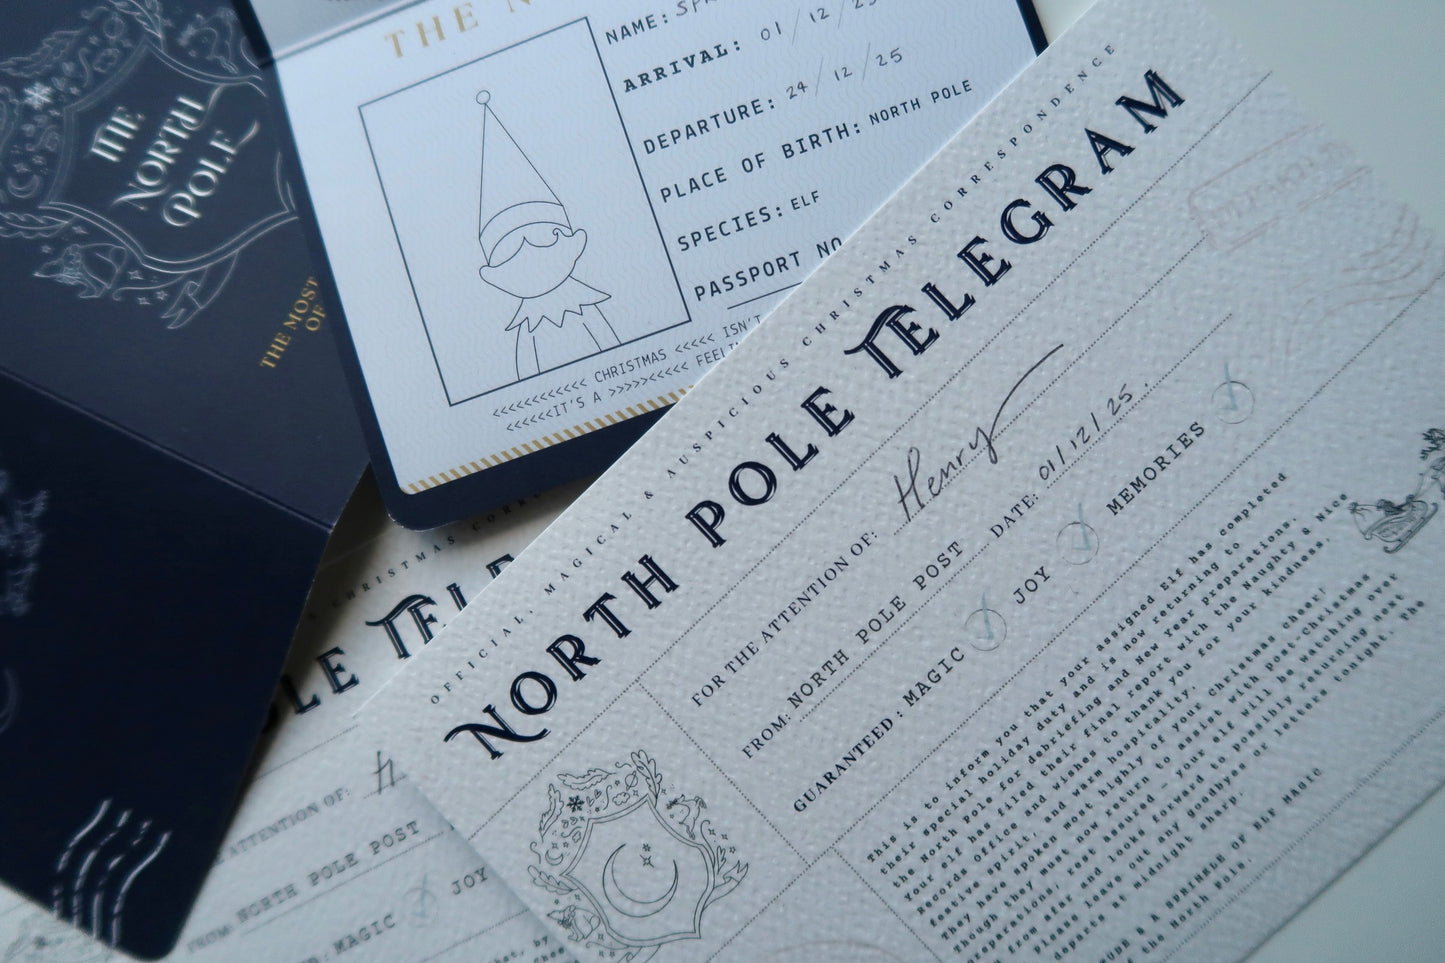 THE
NORTH
POLE
THE MOST
OF
THE N
NAME:
ARRIVAL: 01/12/25
DEPARTURE: 24/12/25
PLACE OF BIRTH: NORTH POLE
SPECIES: ELF
PASSPORT NO
<<<<<<<<<<<< CHRISTMAS <<<<< ISN'T
<<<<<<IT'S A >>>>><<<<<
OFFICIAL, MAGICAL & AUSPICIOUS CHRISTMAS CORRESPONDENCE
NORTH POLE TELEGRAM
FOR THE ATTENTION OF: Henry
FROM: NORTH POLE POST DATE: 01/12/25.
GUARANTEED: MAGIC JOY MEMORIES
This is to inform you that your assigned Elf has completed
their special holiday duty and is now returning to
the North Pole for debriefing and New Year preparations.
Your elf has filed their final report with the Naughty & Nice
Records Office and wishes to thank you for your kindness,
festive spirit, and warm hospitality.
They have spoken most highly of your Christmas cheer!
Though they must now assist with post-Christmas
preparations, rest assured – your elf will be watching over
from afar, and looks forward to possibly returning next
Please leave out any goodbyes or letters tonight. The
departs at midnight sharp.
& A SPRINKLE OF ELF MAGIC
the North Pole.
CHRISTMAS
OLE TEL
ATTENTION OF: H
FROM: NORTH POLE POST
MAGIC JOY